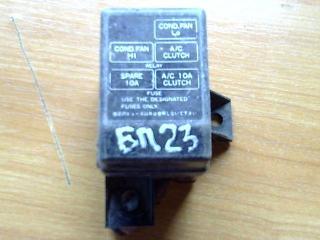 COND.FAN
Lo
COND.FAN A/C
HI CLUTCH
RELAY
SPARE A/C 10A
10A CLUTCH
FUSE
USE THE DESIGNATED
FUSES ONLY
БП23